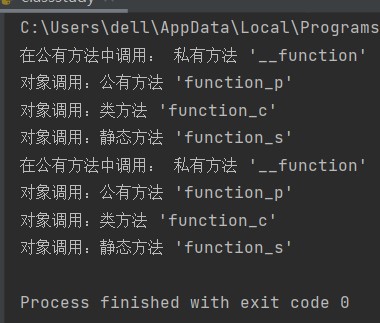 classstudy
C:\Users\dell\AppData\Local\Programs
在公有方法中调用： 私有方法 '__function'
对象调用：公有方法 'function_p'
对象调用：类方法 'function_c'
对象调用：静态方法 'function_s'
在公有方法中调用： 私有方法 '__function'
对象调用：公有方法 'function_p'
对象调用：类方法 'function_c'
对象调用：静态方法 'function_s'
Process finished with exit code 0